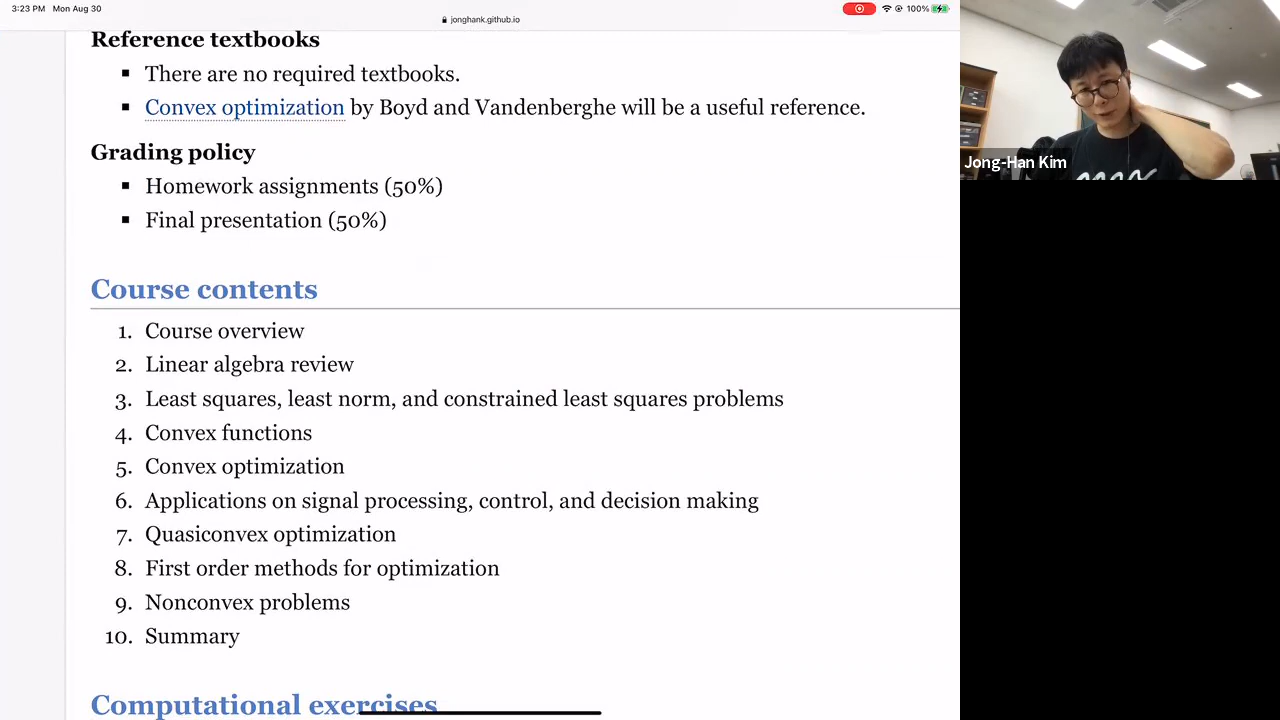 3:23 PM Mon Aug 30
100%
jonghank.github.io
Reference textbooks
There are no required textbooks.
Convex optimization by Boyd and Vandenberghe will be a useful reference.
Grading policy
Homework assignments (50%)
Final presentation (50%)
Course contents
1. Course overview
2. Linear algebra review
3. Least squares, least norm, and constrained least squares problems
4. Convex functions
5. Convex optimization
6. Applications on signal processing, control, and decision making
7. Quasiconvex optimization
8. First order methods for optimization
9. Nonconvex problems
10. Summary
Computational exercises
Jong-Han Kim